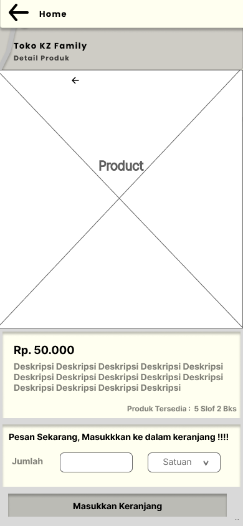 Home
Toko KZ Family
Detail Produk
Product
Rp. 50.000
Deskripsi Deskripsi Deskripsi Deskripsi Deskripsi
Deskripsi Deskripsi Deskripsi Deskripsi Deskripsi
Deskripsi Deskripsi Deskripsi Deskripsi
Produk Tersedia : 5 Slof 2 Bks
Pesan Sekarang, Masukkkan ke dalam keranjang !!!!
Jumlah
Satuan
Masukkan Keranjang